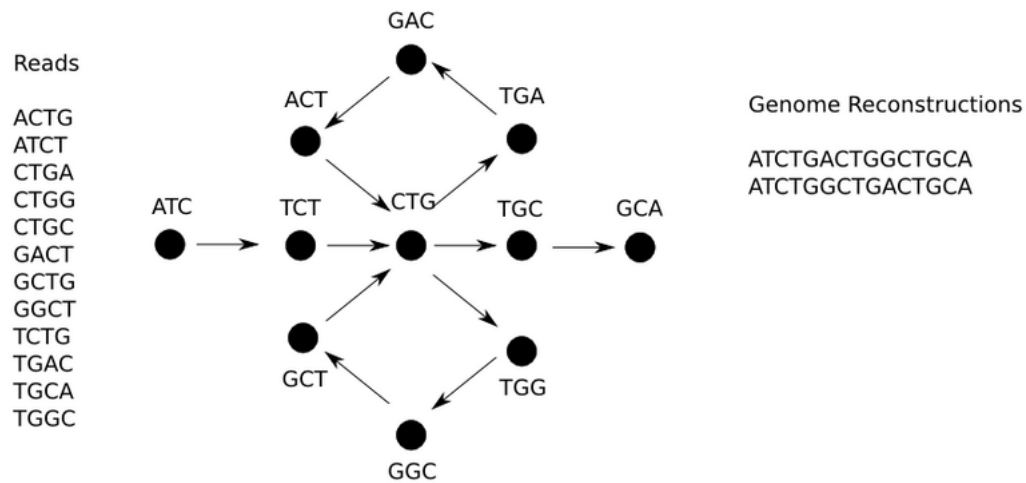 Reads
ACTG
ATCT
CTGA
CTGG
CTGC
GACT
GCTG
GGCT
TCTG
TGAC
TGCA
TGGC
GAC
ACT
TGA
ATC
TCT
CTG
TGC
GCA
GCT
TGG
GGC
Genome Reconstructions
ATCTGACTGGCTGCA
ATCTGGCTGACTGCA